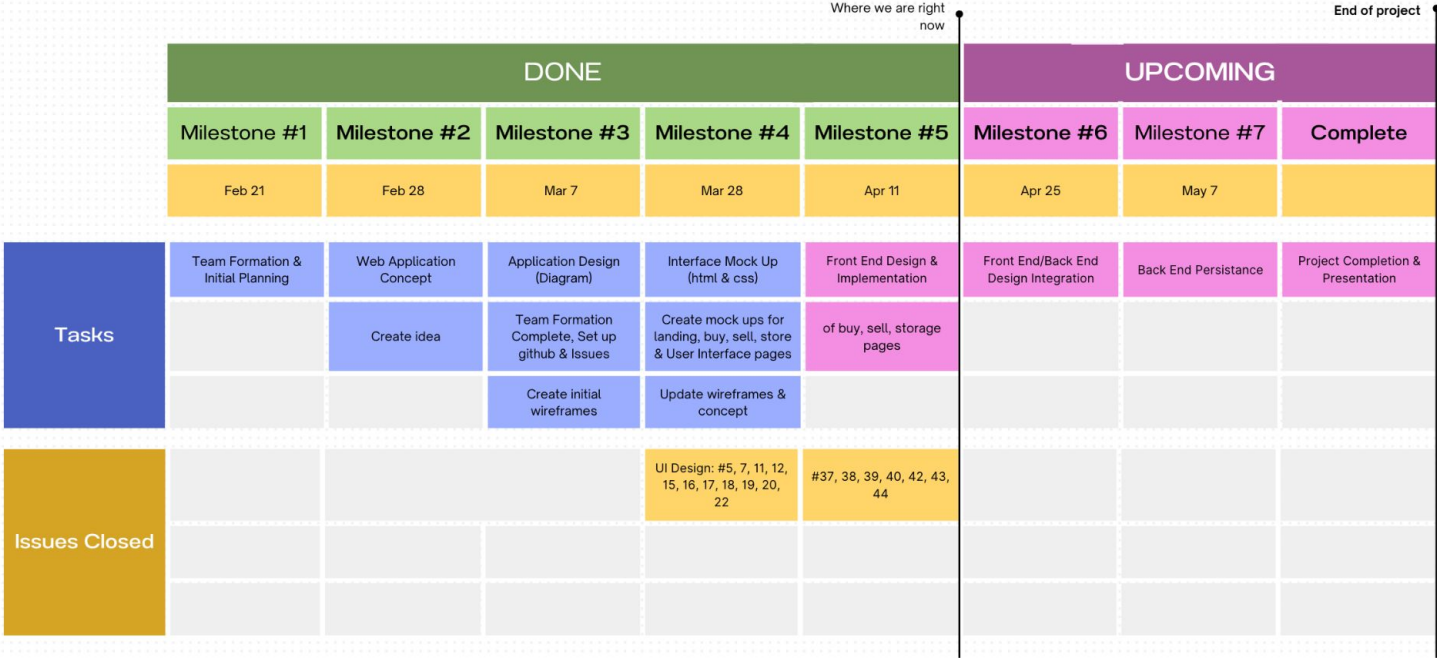 Where we are right
now
End of project
DONE
UPCOMING
Milestone #1
Milestone #2
Milestone #3
Milestone #4
Milestone #5
Milestone #6
Milestone #7
Complete
Feb 21
Feb 28
Mar 7
Mar 28
Apr 11
Apr 25
May 7
Tasks
Team Formation &
Initial Planning
Web Application
Concept
Application Design
(Diagram)
Interface Mock Up
(html & css)
Front End Design &
Implementation
Front End/Back End
Design Integration
Back End Persistance
Project Completion &
Presentation
Create idea
Team Formation
Complete, Set up
github & Issues
Create mock ups for
landing, buy, sell, store
& User Interface pages
of buy, sell, storage
pages
Create initial
wireframes
Update wireframes &
concept
Issues Closed
UI Design: #5, 7, 11, 12,
15, 16, 17, 18, 19, 20,
22
#37, 38, 39, 40, 42, 43,
44